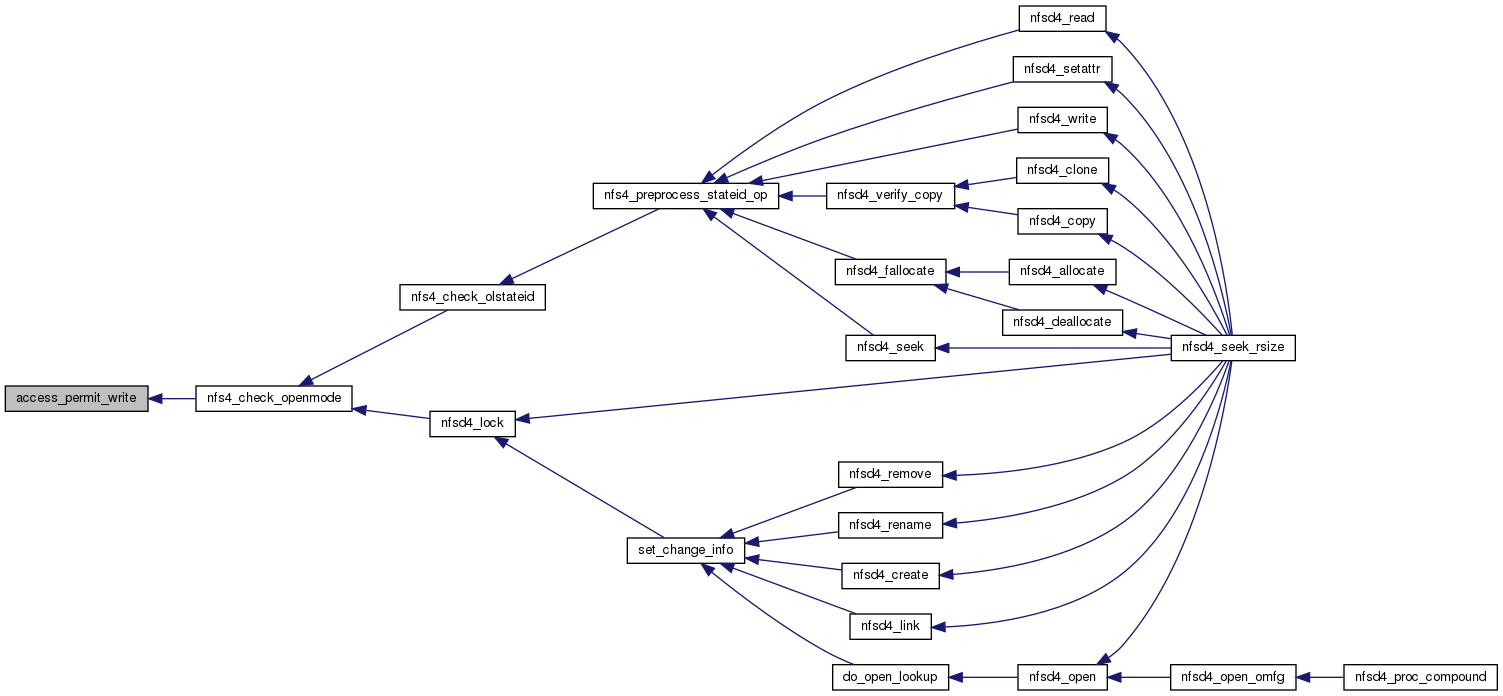 nfsd4_read
nfsd4_setattr
nfsd4_write
nfsd4_clone
nfs4_preprocess_stateid_op
nfsd4_verify_copy
nfsd4_copy
nfsd4_fallocate
nfsd4_allocate
nfs4_check_olstateid
nfsd4_deallocate
nfsd4_seek
nfsd4_seek_rsize
access_permit_write
nfs4_check_openmode
nfsd4_lock
nfsd4_remove
nfsd4_rename
set_change_info
nfsd4_create
nfsd4_link
do_open_lookup
nfsd4_open
nfsd4_open_omfg
nfsd4_proc_compound